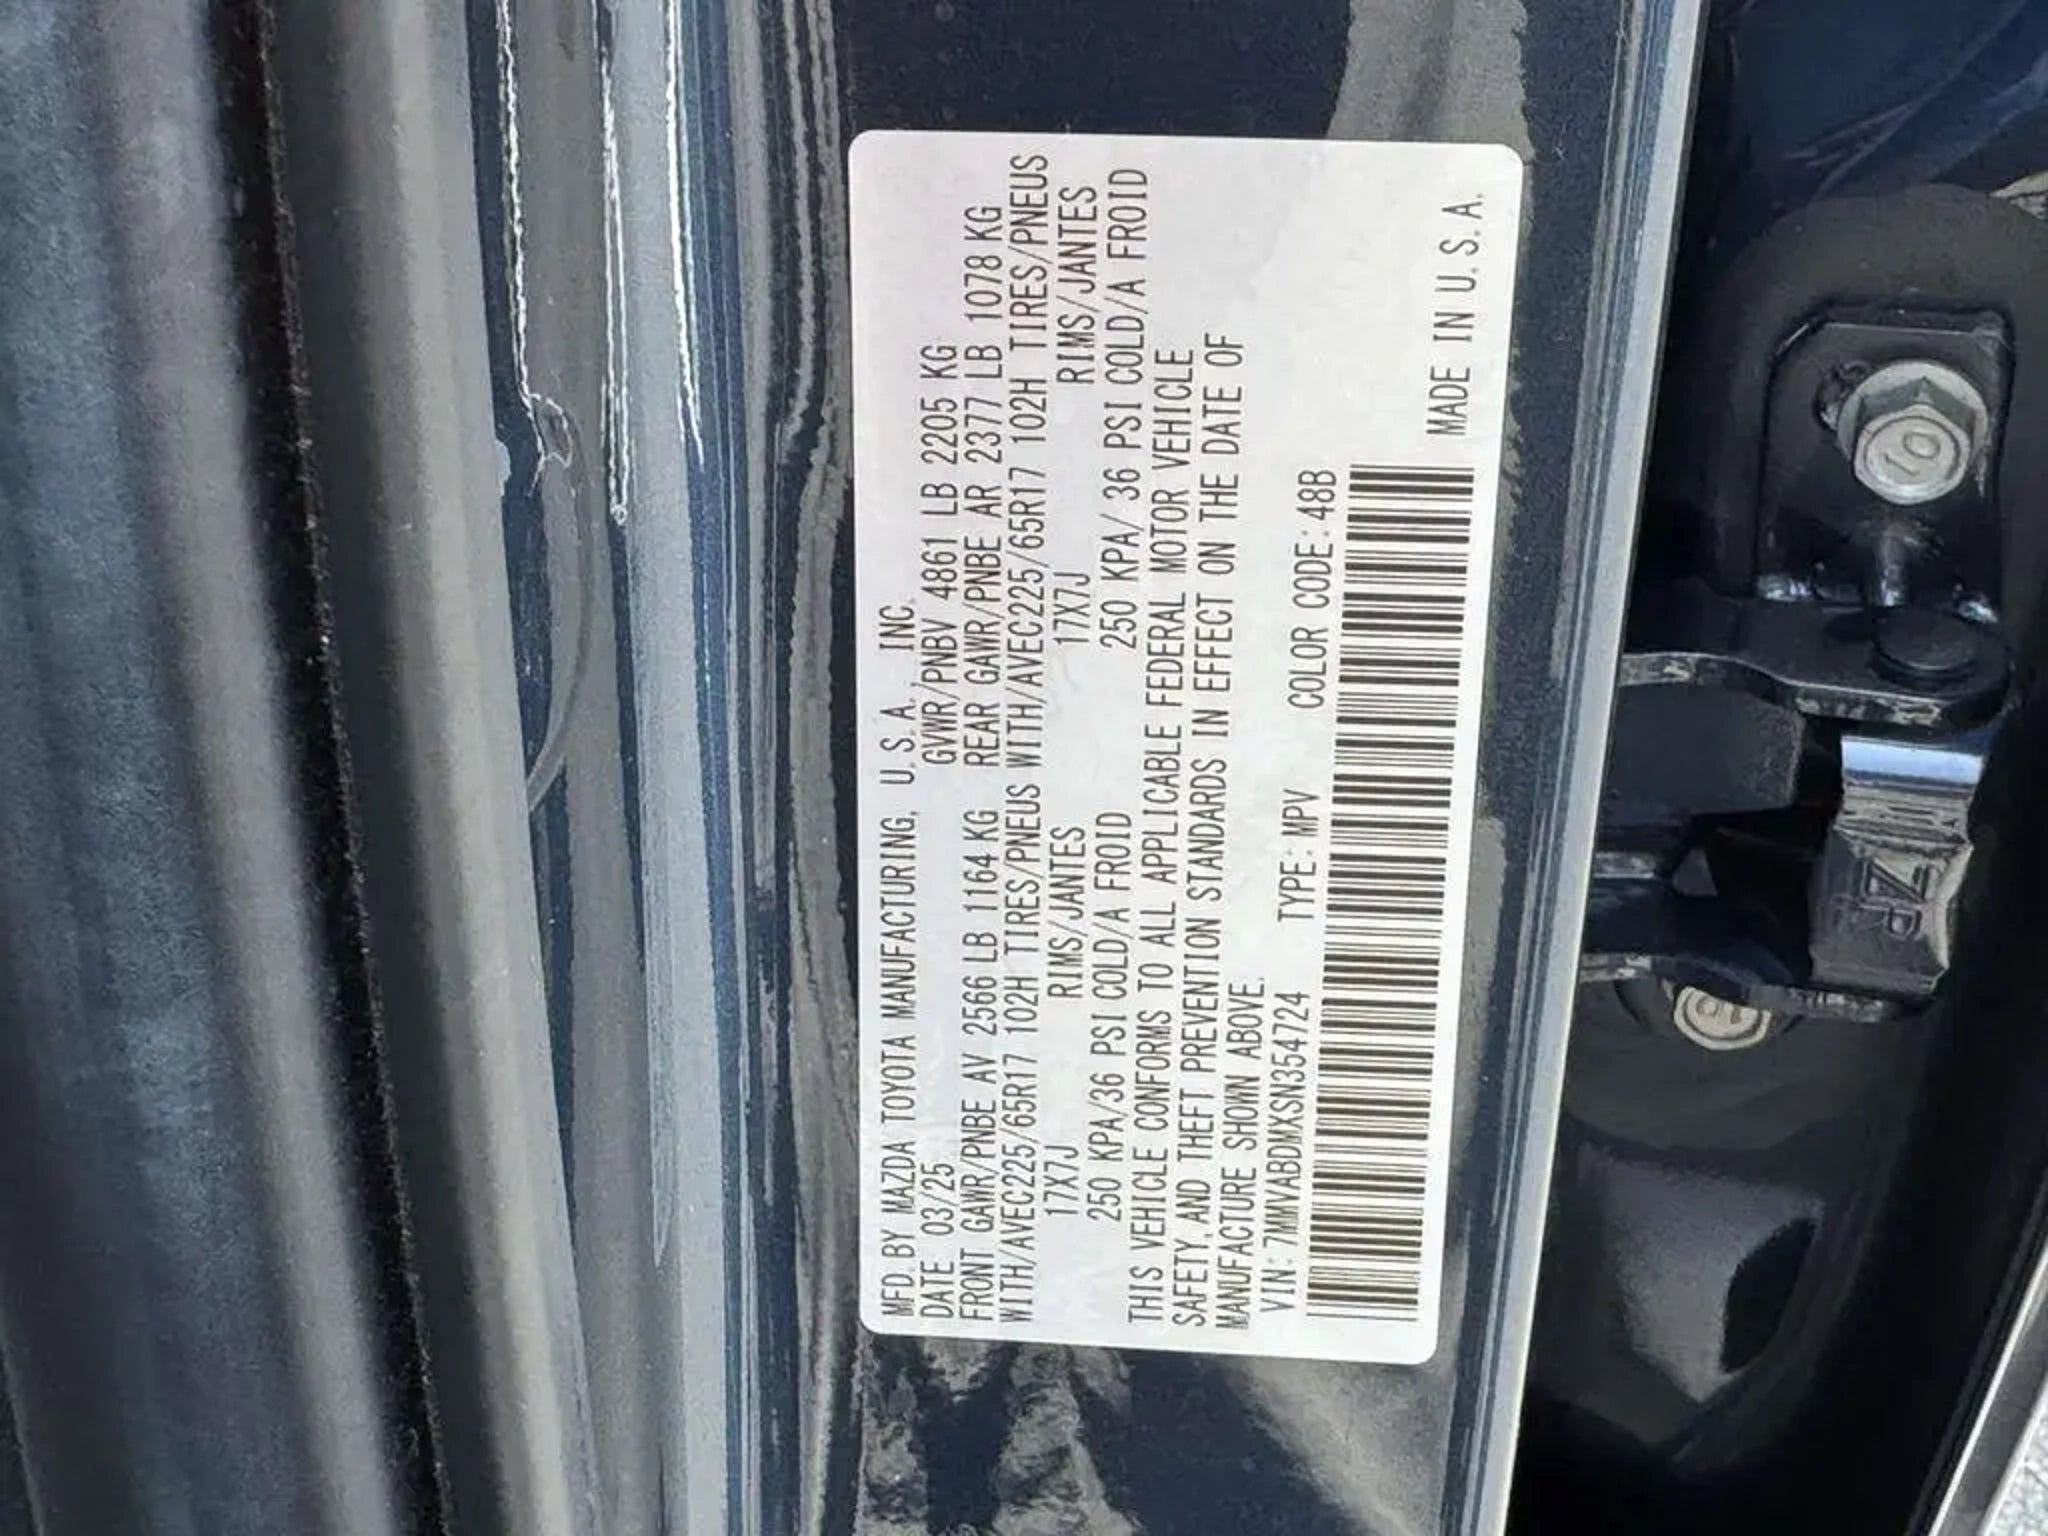 MFD. BY MAZDA TOYOTA MANUFACTURING, U.S.A. INC.
DATE 03/25 GVWR/PNBV 4861 LB 2205 KG
FRONT GAWR/PNBE AV 2566 LB 1164 KG REAR GAWR/PNBE AR 2377 LB 1078 KG
WITH/AVEC225/65R17 102H TIRES/PNEUS WITH/AVEC225/65R17 102H TIRES/PNEUS
17X7J RIMS/JANTES 17X7J RIMS/JANTES
250 KPA/36 PSI COLD/A FROID 250 KPA/ 36 PSI COLD/A FROID
THIS VEHICLE CONFORMS TO ALL APPLICABLE FEDERAL MOTOR VEHICLE
SAFETY, AND THEFT PREVENTION STANDARDS IN EFFECT ON THE DATE OF
MANUFACTURE SHOWN ABOVE.
VIN: 7MMVABDMXSN354724 TYPE: MPV COLOR CODE: 48B
MADE IN U.S.A.
10
10